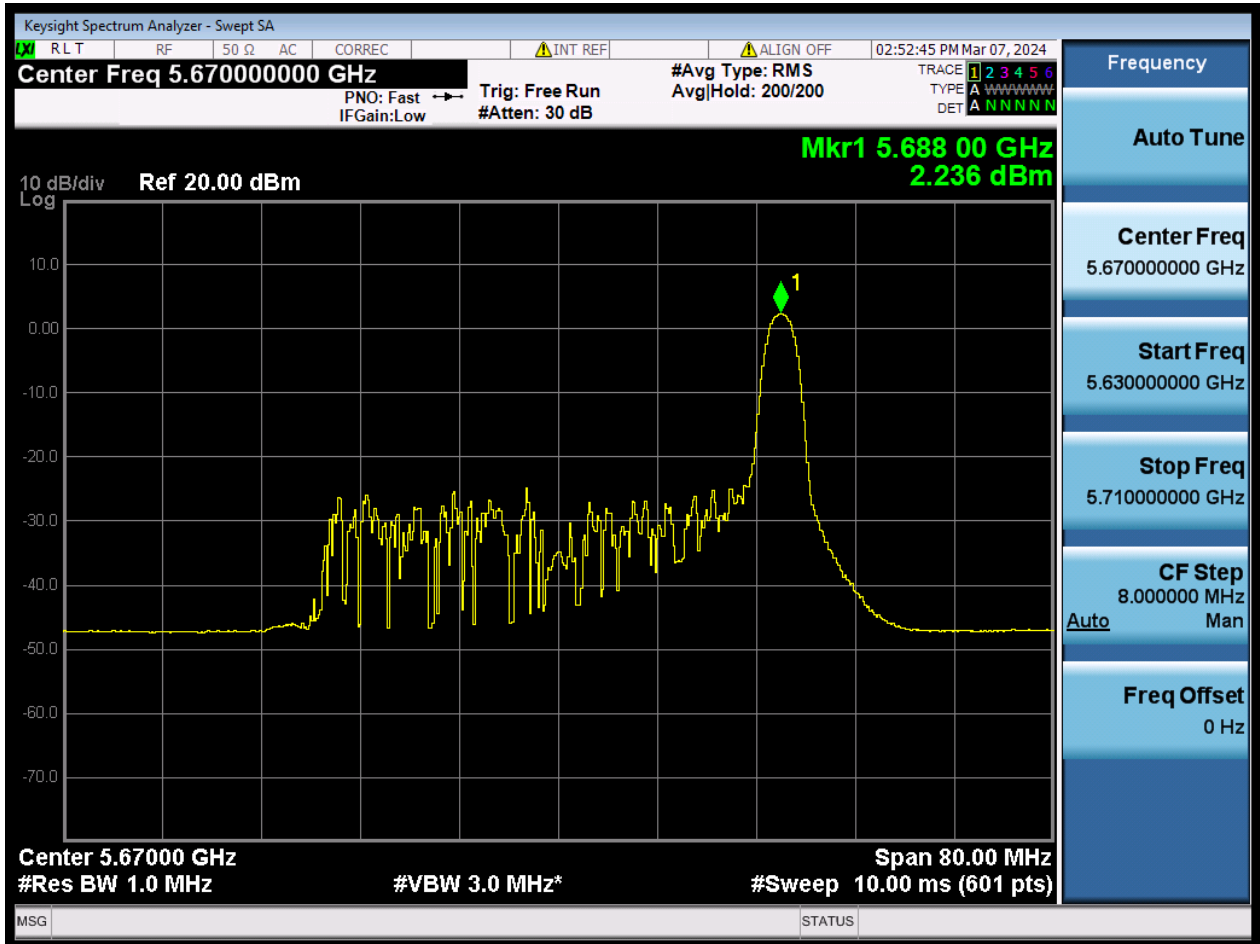 Keysight Spectrum Analyzer - Swept SA
LXI RLT RF 50 Ω AC CORREC INT REF ALIGN OFF 02:52:45 PM Mar 07, 2024
Center Freq 5.670000000 GHz
PNO: Fast
IFGain:Low
Trig: Free Run
#Atten: 30 dB
#Avg Type: RMS
Avg|Hold: 200/200
TRACE 1 2 3 4 5 6
TYPE A WWWWW
DET A N N N N N
Mkr1 5.688 00 GHz
2.236 dBm
10 dB/div Ref 20.00 dBm
Log
10.0
0.00
-10.0
-20.0
-30.0
-40.0
-50.0
-60.0
-70.0
1
Center 5.67000 GHz Span 80.00 MHz
#Res BW 1.0 MHz #VBW 3.0 MHz* #Sweep 10.00 ms (601 pts)
Frequency
Auto Tune
Center Freq
5.670000000 GHz
Start Freq
5.630000000 GHz
Stop Freq
5.710000000 GHz
CF Step
8.000000 MHz
Auto Man
Freq Offset
0 Hz
MSG STATUS